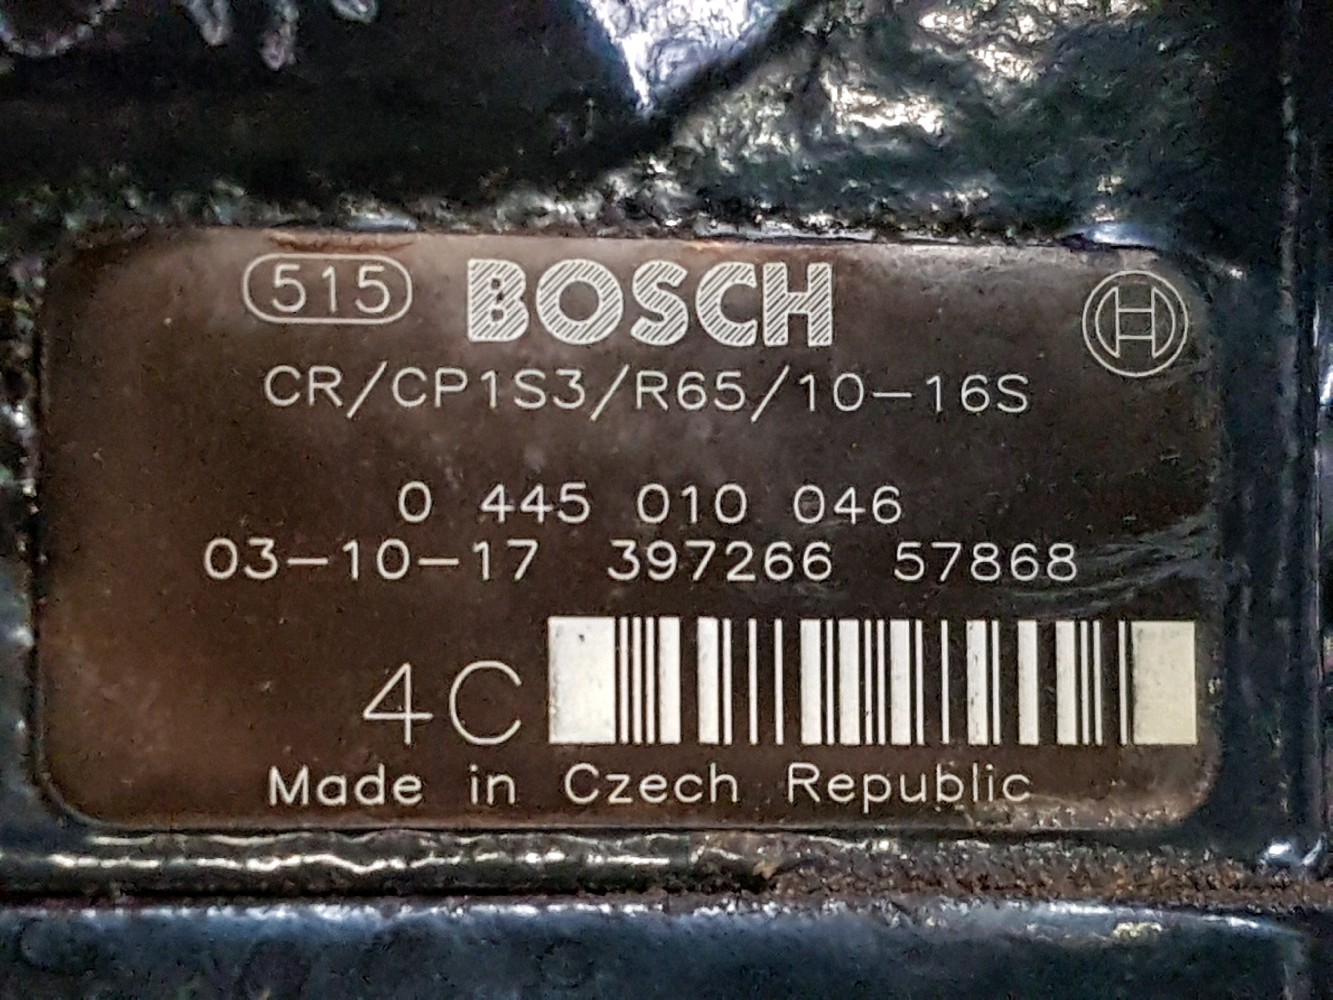 515 BOSCH
CR/CP1S3/R65/10-16S
0 445 010 046
03-10-17 397266 57868
4C
Made in Czech Republic